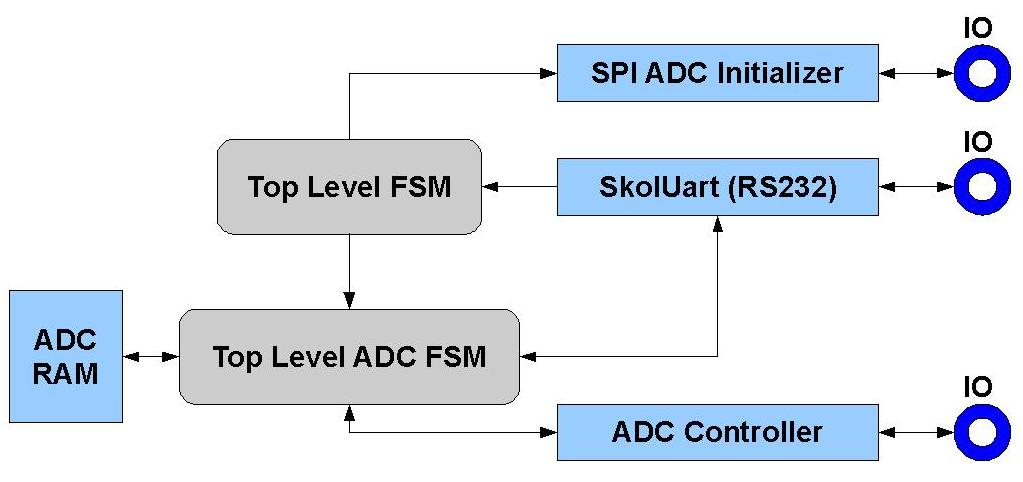 IO
SPI ADC Initializer
IO
Top Level FSM
SkolUart (RS232)
ADC
RAM
Top Level ADC FSM
IO
ADC Controller